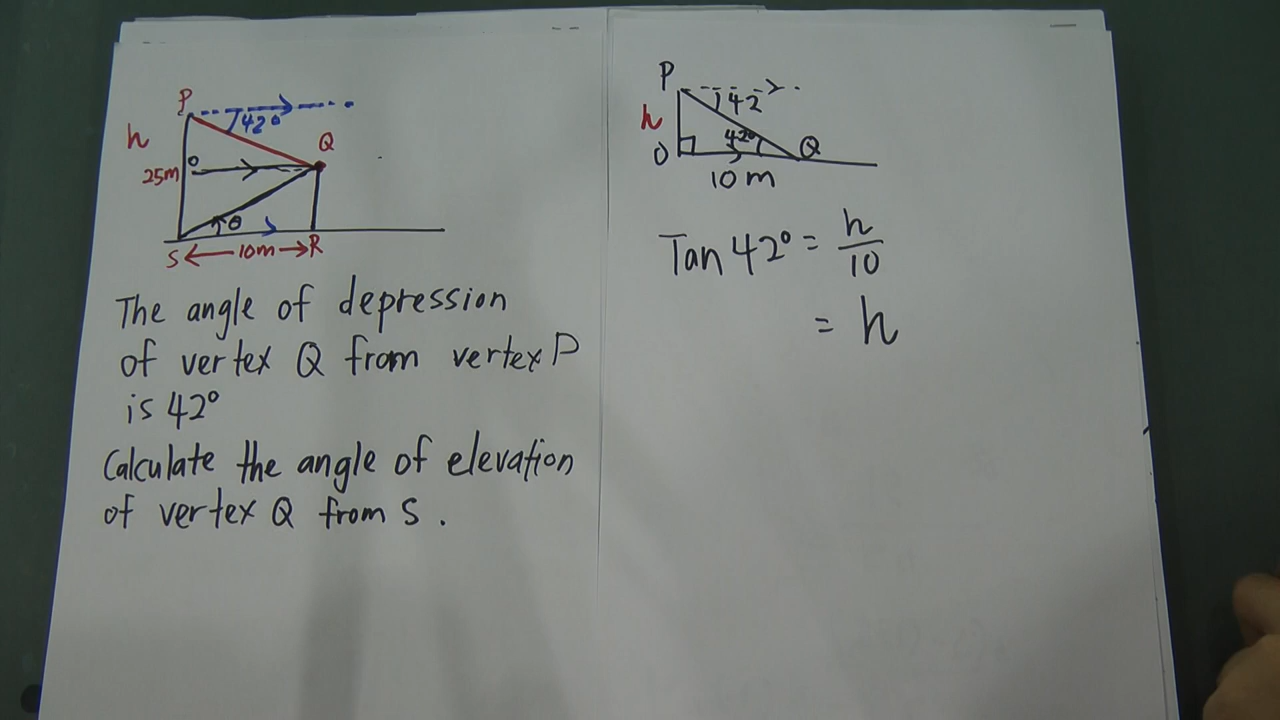 P
42°
h
Q
O
25m
θ
S 10m R
The angle of depression
of vertex Q from vertex P
is 42°
Calculate the angle of elevation
of vertex Q from S.
P
42
h
42°
O Q
10 m
Tan 42° = h/10
= h